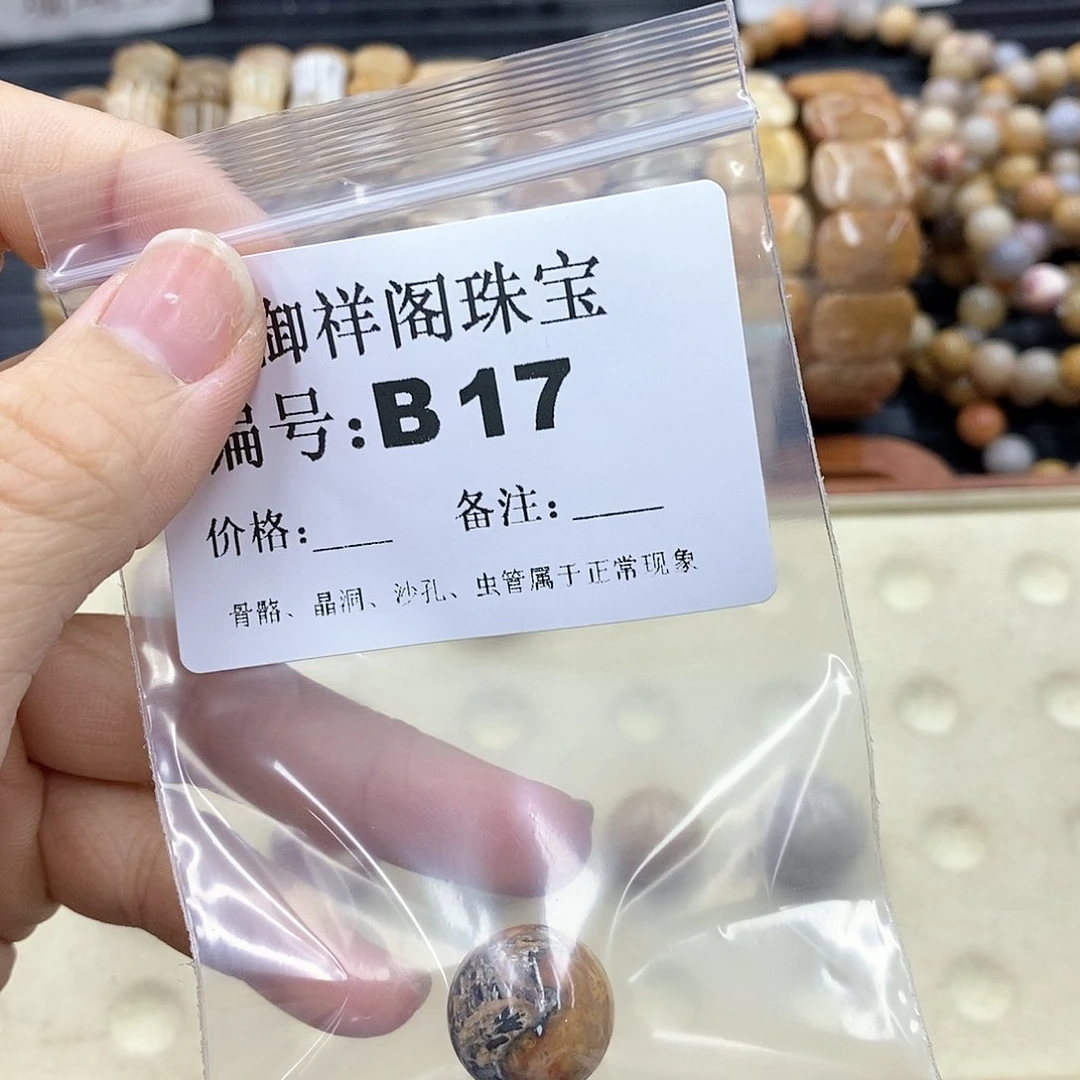 御祥阁珠宝
编号:B17
价格:____ 备注:____
骨骼、晶洞、沙孔、虫管属于正常现象